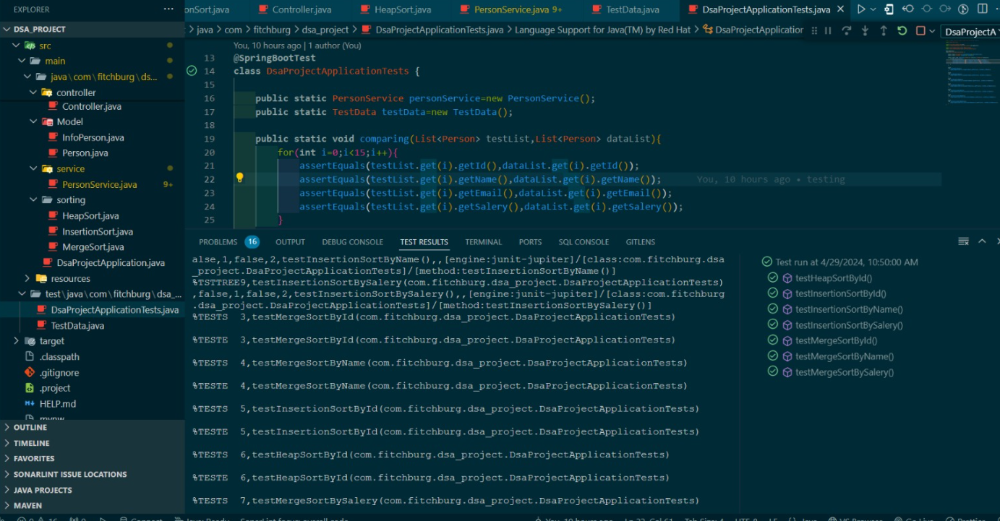 EXPLORER
DSA_PROJECT
src
main
java\com\fitchburg\ds...
controller
Controller.java
Model
InfoPerson.java
Person.java
service
PersonService.java 9+
sorting
HeapSort.java
InsertionSort.java
MergeSort.java
DsaProjectApplication.java
resources
test\java\com\fitchburg\dsa_...
DsaProjectApplicationTests.java
TestData.java
target
.classpath
.gitignore
.project
HELP.md
mvnw
OUTLINE
TIMELINE
FAVORITES
SONARLINT ISSUE LOCATIONS
JAVA PROJECTS
MAVEN
onSort.java Controller.java HeapSort.java PersonService.java 9+ TestData.java DsaProjectApplicationTests.java
> java > com > fitchburg > dsa_project > DsaProjectApplicationTests.java > Language Support for Java(TM) by Red Hat > DsaProjectApplication
DsaProjectA
You, 10 hours ago | 1 author (You)
13 @SpringBootTest
14 class DsaProjectApplicationTests {
15
16 public static PersonService personService=new PersonService();
17 public static TestData testData=new TestData();
18
19 public static void comparing(List<Person> testList,List<Person> dataList){
20 for(int i=0;i<15;i++){
21 assertEquals(testList.get(i).getId(),dataList.get(i).getId());
22 assertEquals(testList.get(i).getName(),dataList.get(i).getName()); You, 10 hours ago • testing
23 assertEquals(testList.get(i).getEmail(),dataList.get(i).getEmail());
24 assertEquals(testList.get(i).getSalery(),dataList.get(i).getSalery());
25 }
PROBLEMS 16 OUTPUT DEBUG CONSOLE TEST RESULTS TERMINAL PORTS SQL CONSOLE GITLENS
alse,1,false,2,testInsertionSortByName(),,[engine:junit-jupiter]/[class:com.fitchburg.dsa
_project.DsaProjectApplicationTests]/[method:testInsertionSortByName()]
%TSTTREE9,testInsertionSortBySalery(com.fitchburg.dsa_project.DsaProjectApplicationTests)
,false,1,false,2,testInsertionSortBySalery(),,[engine:junit-jupiter]/[class:com.fitchburg
.dsa_project.DsaProjectApplicationTests]/[method:testInsertionSortBySalery()]
%TESTS 3,testMergeSortById(com.fitchburg.dsa_project.DsaProjectApplicationTests)
%TESTE 3,testMergeSortById(com.fitchburg.dsa_project.DsaProjectApplicationTests)
%TESTS 4,testMergeSortByName(com.fitchburg.dsa_project.DsaProjectApplicationTests)
%TESTE 4,testMergeSortByName(com.fitchburg.dsa_project.DsaProjectApplicationTests)
%TESTS 5,testInsertionSortById(com.fitchburg.dsa_project.DsaProjectApplicationTests)
%TESTE 5,testInsertionSortById(com.fitchburg.dsa_project.DsaProjectApplicationTests)
%TESTS 6,testHeapSortById(com.fitchburg.dsa_project.DsaProjectApplicationTests)
%TESTE 6,testHeapSortById(com.fitchburg.dsa_project.DsaProjectApplicationTests)
%TESTS 7,testMergeSortBySalery(com.fitchburg.dsa_project.DsaProjectApplicationTests)
Test run at 4/29/2024, 10:50:00 AM
testHeapSortById()
testInsertionSortById()
testInsertionSortByName()
testInsertionSortBySalery()
testMergeSortById()
testMergeSortByName()
testMergeSortBySalery()